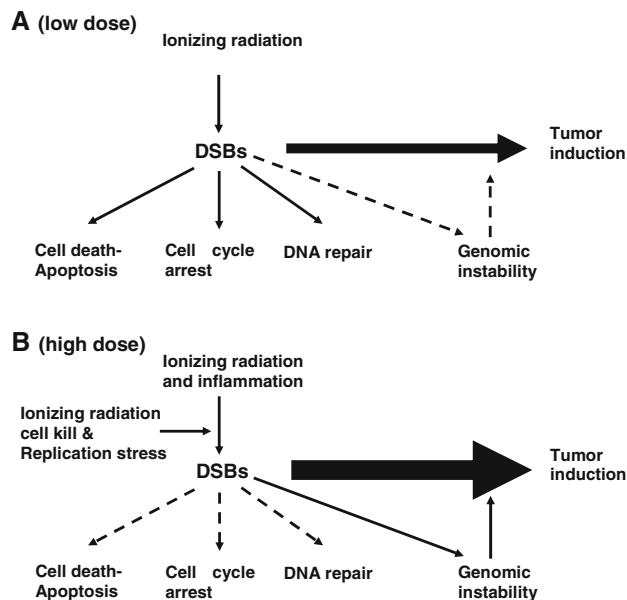 A (low dose)
Ionizing radiation
DSBs
Tumor
induction
Cell death-
Apoptosis
Cell cycle
arrest
DNA repair
Genomic
instability
B (high dose)
Ionizing radiation
and inflammation
Ionizing radiation
cell kill &
Replication stress
DSBs
Tumor
induction
Cell death-
Apoptosis
Cell cycle
arrest
DNA repair
Genomic
instability